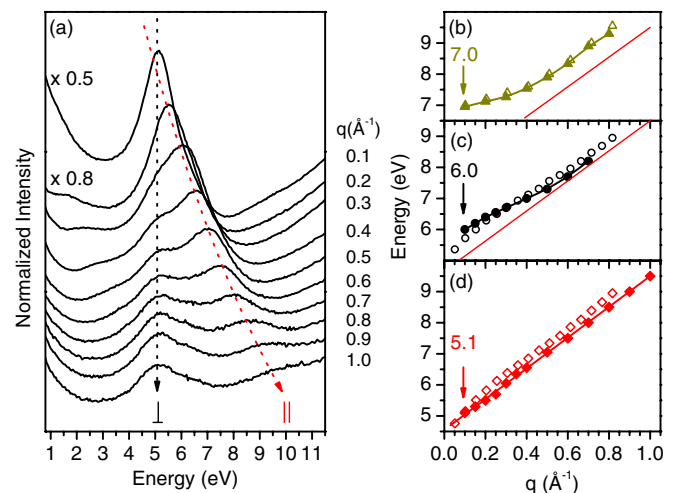 (a)
x 0.5
x 0.8
q(Å⁻¹)
0.1
0.2
0.3
0.4
0.5
0.6
0.7
0.8
0.9
1.0
⊥
||
1 2 3 4 5 6 7 8 9 10 11
Energy (eV)
Normalized Intensity
(b)
7.0
9
8
7
(c)
6.0
9
8
7
6
Energy (eV)
(d)
5.1
9
8
7
6
5
0.0 0.2 0.4 0.6 0.8 1.0
q (Å⁻¹)